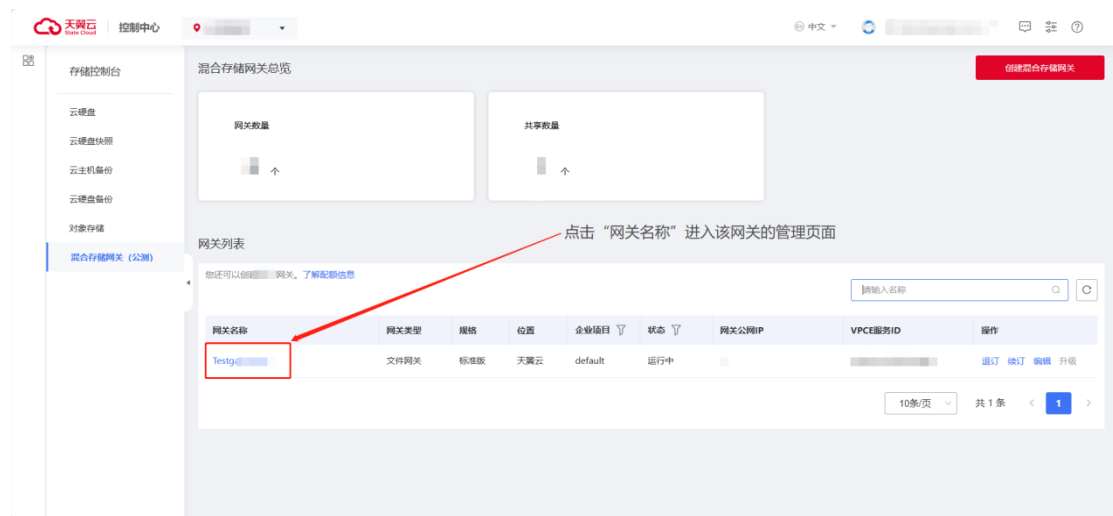 天翼云
State Cloud
控制中心
中文
存储控制台
云硬盘
云硬盘快照
云主机备份
云硬盘备份
对象存储
混合存储网关（公测）
混合存储网关总览
创建混合存储网关
网关数量
个
共享数量
个
点击“网关名称”进入该网关的管理页面
网关列表
您还可以创 网关。了解配额信息
请输入名称
网关名称 网关类型 规格 位置 企业项目 状态 网关公网IP VPCE服务ID 操作
Testg 文件网关 标准版 天翼云 default 运行中 退订 续订 编辑 升级
10条/页 共 1 条 < 1 >